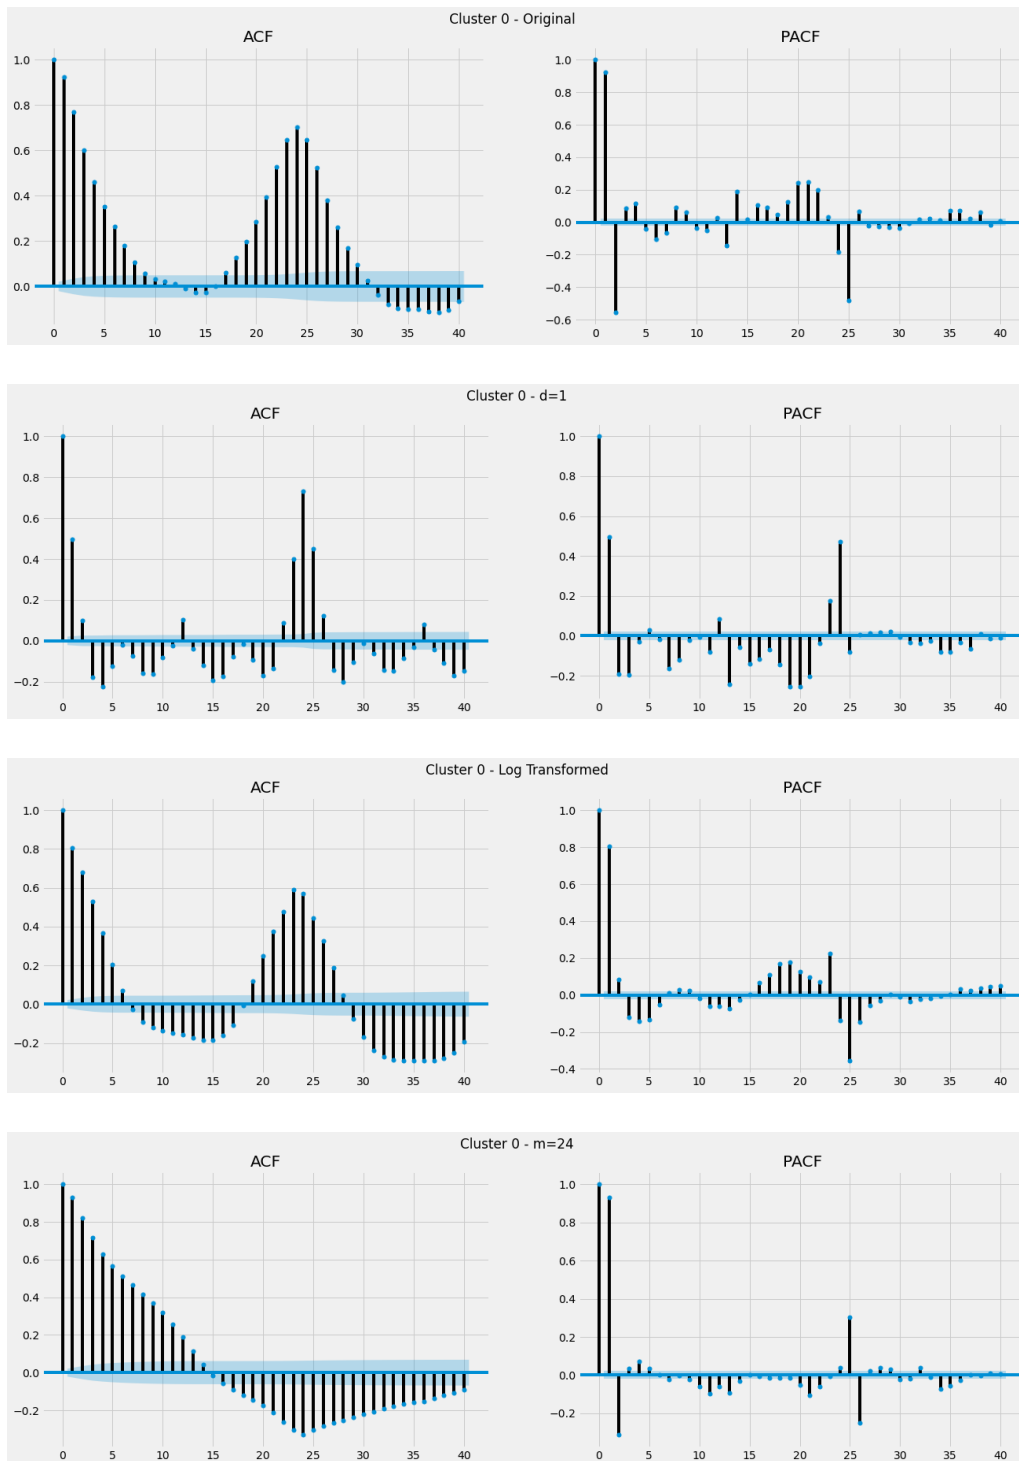 Cluster 0 - Original
ACF PACF
1.0 1.0
0.8 0.8
0.6 0.6
0.4 0.4
0.2 0.2
0.0 0.0
−0.2
−0.4
−0.6
0 5 10 15 20 25 30 35 40 0 5 10 15 20 25 30 35 40
Cluster 0 - d=1
ACF PACF
1.0 1.0
0.8 0.8
0.6 0.6
0.4 0.4
0.2 0.2
0.0 0.0
−0.2 −0.2
0 5 10 15 20 25 30 35 40 0 5 10 15 20 25 30 35 40
Cluster 0 - Log Transformed
ACF PACF
1.0 1.0
0.8 0.8
0.6 0.6
0.4 0.4
0.2 0.2
0.0 0.0
−0.2 −0.2
−0.4
0 5 10 15 20 25 30 35 40 0 5 10 15 20 25 30 35 40
Cluster 0 - m=24
ACF PACF
1.0 1.0
0.8 0.8
0.6 0.6
0.4 0.4
0.2 0.2
0.0 0.0
−0.2 −0.2
0 5 10 15 20 25 30 35 40 0 5 10 15 20 25 30 35 40